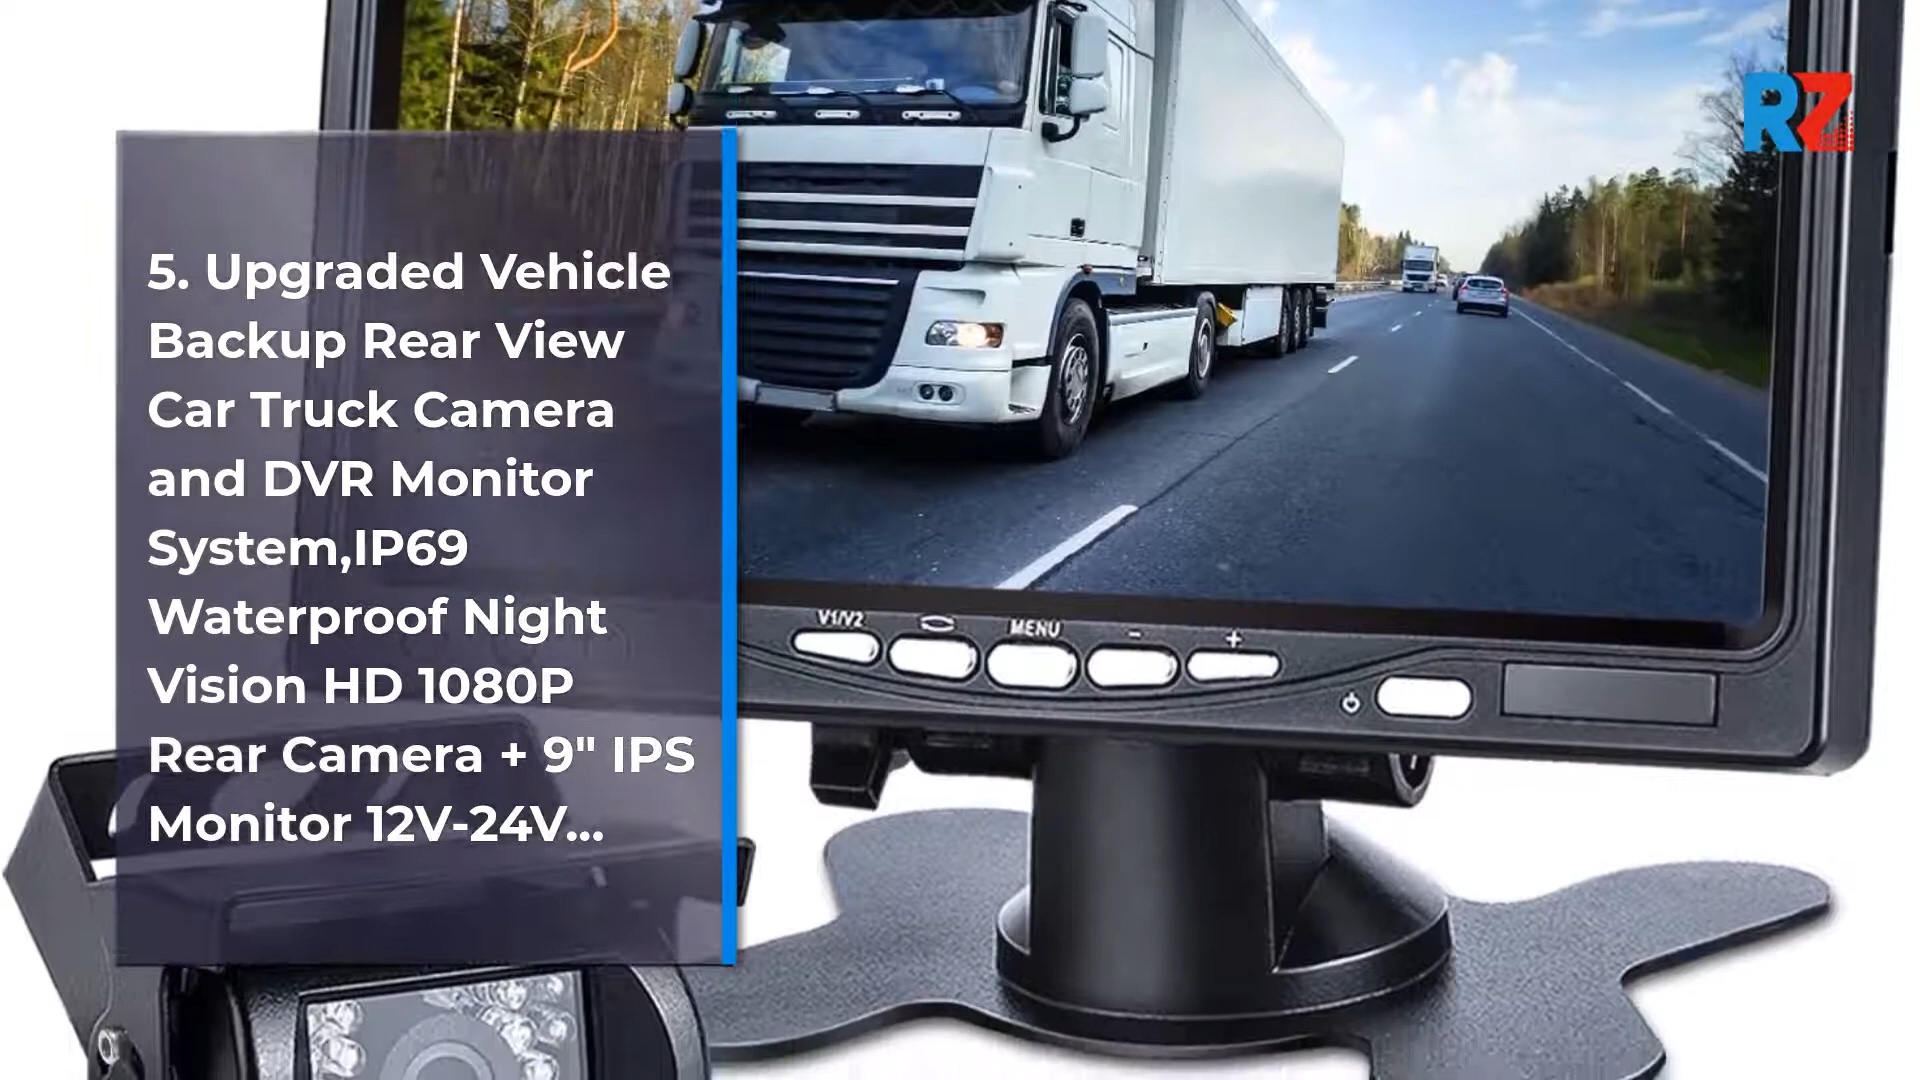 RZ
5. Upgraded Vehicle
Backup Rear View
Car Truck Camera
and DVR Monitor
System,IP69
Waterproof Night
Vision HD 1080P
Rear Camera + 9" IPS
Monitor 12V-24V...
V1/V2 MENU - +